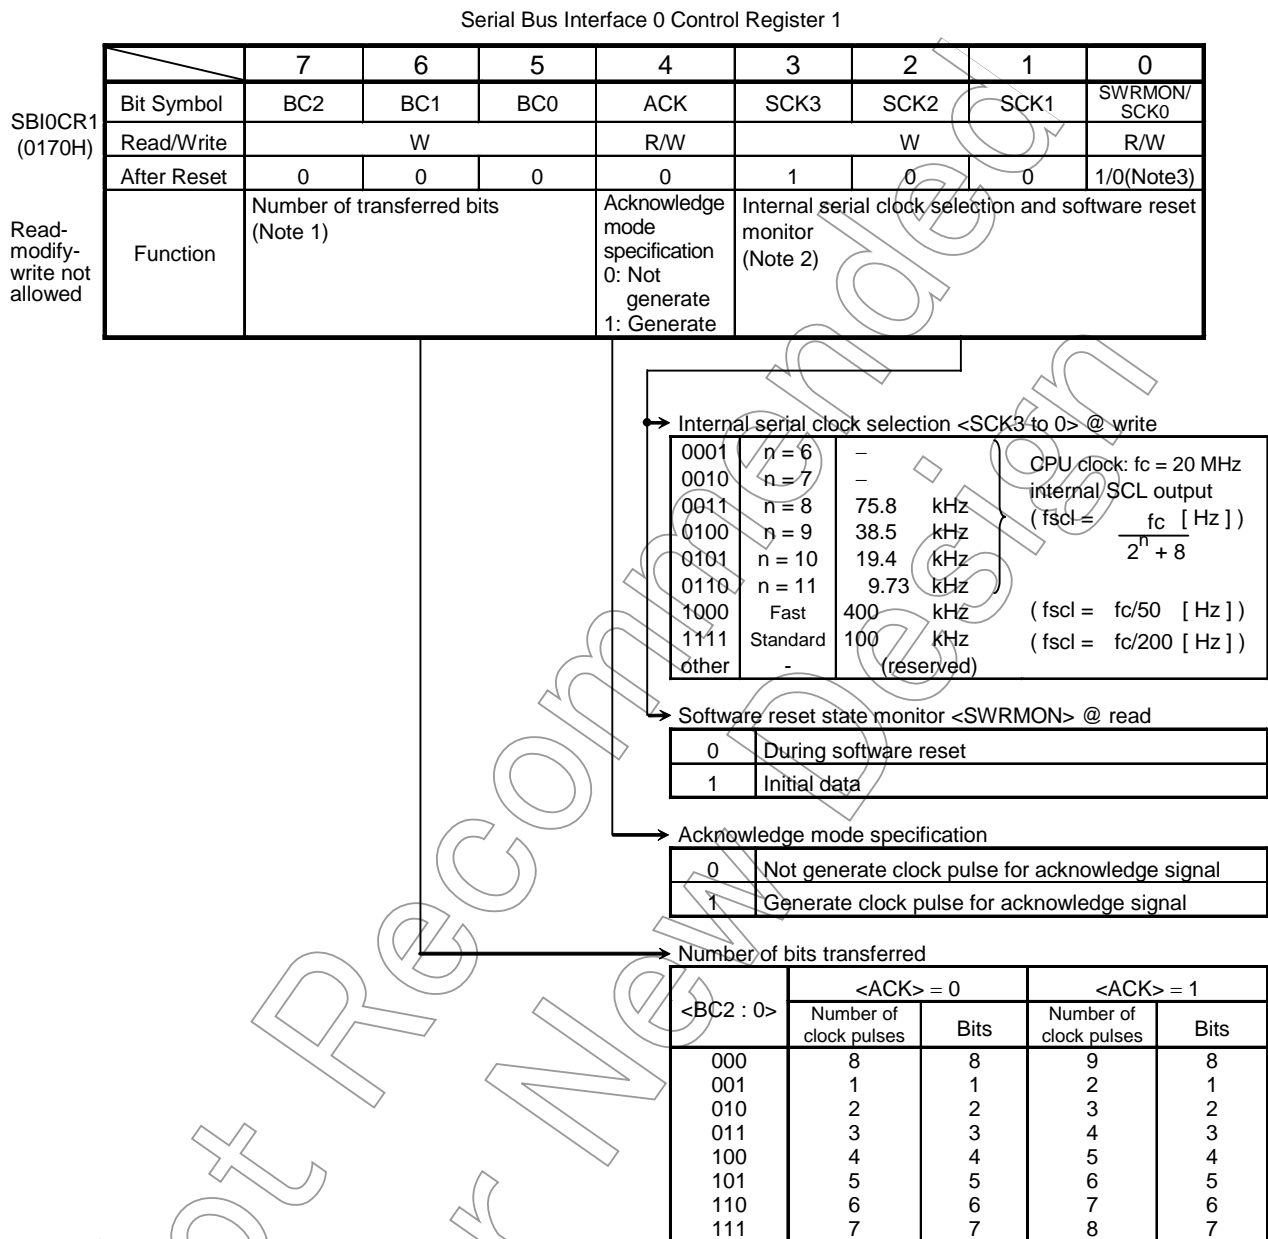 Serial Bus Interface 0 Control Register 1
7 6 5 4 3 2 1 0
SBI0CR1
(0170H)
Bit Symbol BC2 BC1 BC0 ACK SCK3 SCK2 SCK1 SWRMON/
SCK0
Read/Write W R/W W R/W
After Reset 0 0 0 0 1 0 0 1/0(Note3)
Read-
modify-
write not
allowed
Function
Number of transferred bits
(Note 1)
Acknowledge
mode
specification
0: Not
generate
1: Generate
Internal serial clock selection and software reset
monitor
(Note 2)
Internal serial clock selection <SCK3 to 0> @ write
0001 n = 6 –
0010 n = 7 –
0011 n = 8 75.8 kHz
0100 n = 9 38.5 kHz
0101 n = 10 19.4 kHz
0110 n = 11 9.73 kHz
1000 Fast 400 kHz
1111 Standard 100 kHz
other - (reserved)
CPU clock: fc = 20 MHz
internal SCL output
( fscl = fc [ Hz ] )
2n + 8
( fscl = fc/50 [ Hz ] )
( fscl = fc/200 [ Hz ] )
Software reset state monitor <SWRMON> @ read
0 During software reset
1 Initial data
Acknowledge mode specification
0 Not generate clock pulse for acknowledge signal
1 Generate clock pulse for acknowledge signal
Number of bits transferred
<BC2 : 0> <ACK> = 0 <ACK> = 1
Number of
clock pulses Bits Number of
clock pulses Bits
000 8 8 9 8
001 1 1 2 1
010 2 2 3 2
011 3 3 4 3
100 4 4 5 4
101 5 5 6 5
110 6 6 7 6
111 7 7 8 7
Not Recommended
for New Design